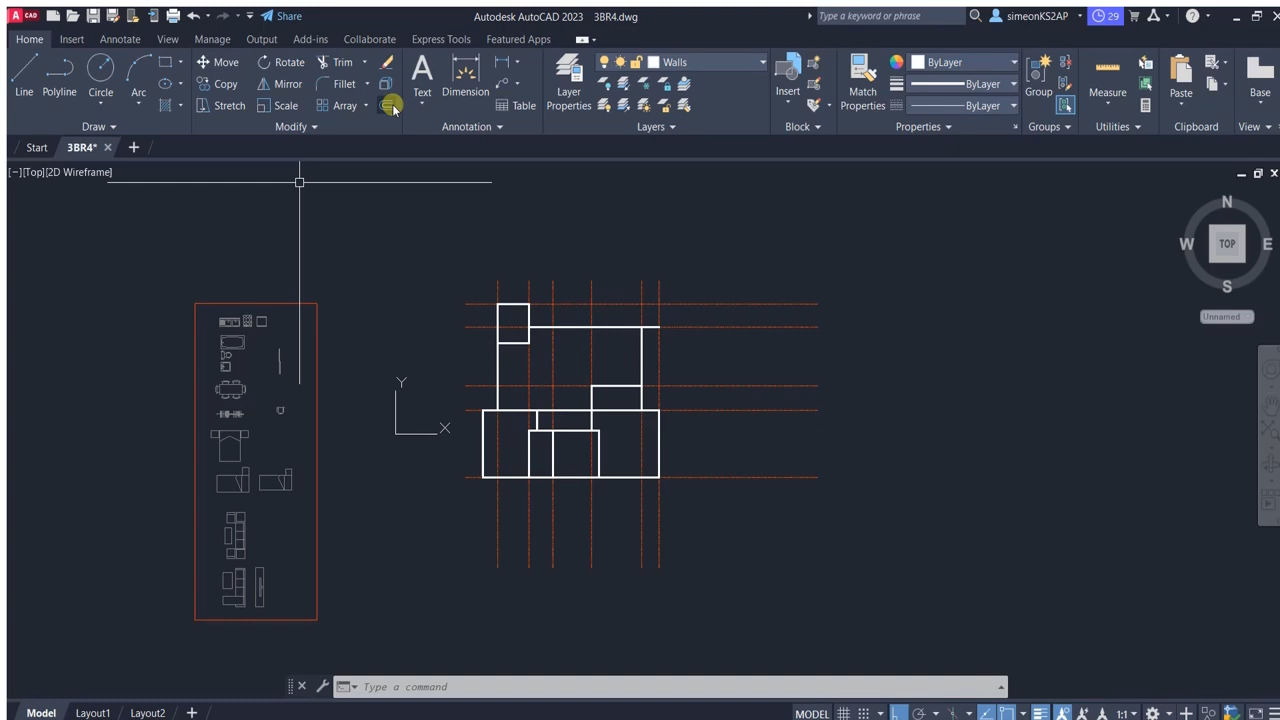 CAD
Share
Autodesk AutoCAD 2023 3BR4.dwg
Type a keyword or phrase
simeonKS2AP
29
Home Insert Annotate View Manage Output Add-ins Collaborate Express Tools Featured Apps
Line Polyline Circle Arc
Move Rotate Trim
Copy Mirror Fillet
Stretch Scale Array
Text Dimension Table
Layer Properties
Walls
Insert
Match Properties
ByLayer
ByLayer
ByLayer
Group
Measure
Paste
Base
Draw Modify Annotation Layers Block Properties Groups Utilities Clipboard View
Start 3BR4*
[−][Top][2D Wireframe]
N
W TOP E
S
Unnamed
Y
X
Type a command
Model Layout1 Layout2
MODEL 1:1